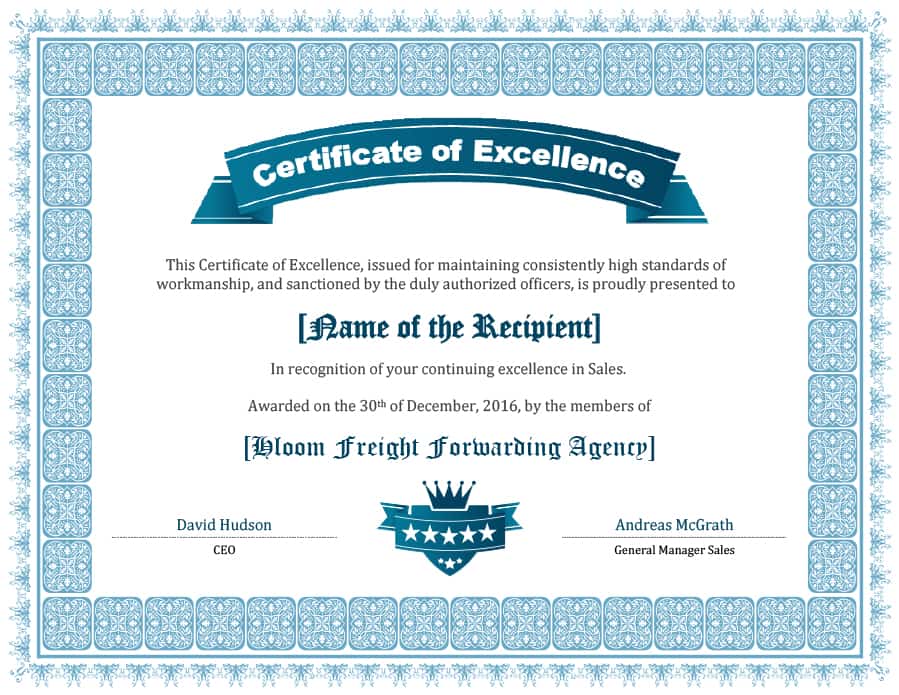 Certificate of Excellence
This Certificate of Excellence, issued for maintaining consistently high standards of
workmanship, and sanctioned by the duly authorized officers, is proudly presented to
[Name of the Recipient]
In recognition of your continuing excellence in Sales.
Awarded on the 30th of December, 2016, by the members of
[Hloom Freight Forwarding Agency]
David Hudson
CEO
Andreas McGrath
General Manager Sales